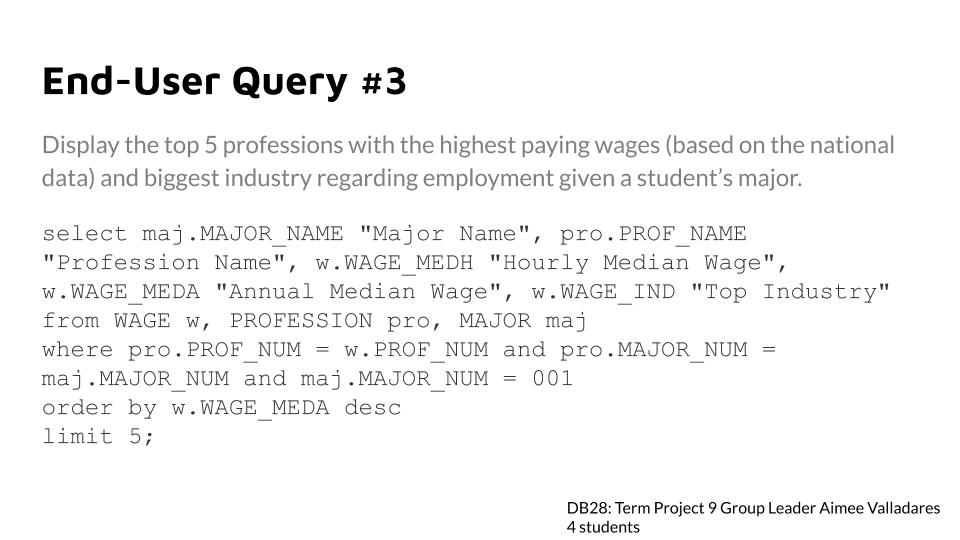 End-User Query #3
Display the top 5 professions with the highest paying wages (based on the national
data) and biggest industry regarding employment given a student’s major.
select maj.MAJOR_NAME "Major Name", pro.PROF_NAME
"Profession Name", w.WAGE_MEDH "Hourly Median Wage",
w.WAGE_MEDA "Annual Median Wage", w.WAGE_IND "Top Industry"
from WAGE w, PROFESSION pro, MAJOR maj
where pro.PROF_NUM = w.PROF_NUM and pro.MAJOR_NUM =
maj.MAJOR_NUM and maj.MAJOR_NUM = 001
order by w.WAGE_MEDA desc
limit 5;
DB28: Term Project 9 Group Leader Aimee Valladares
4 students